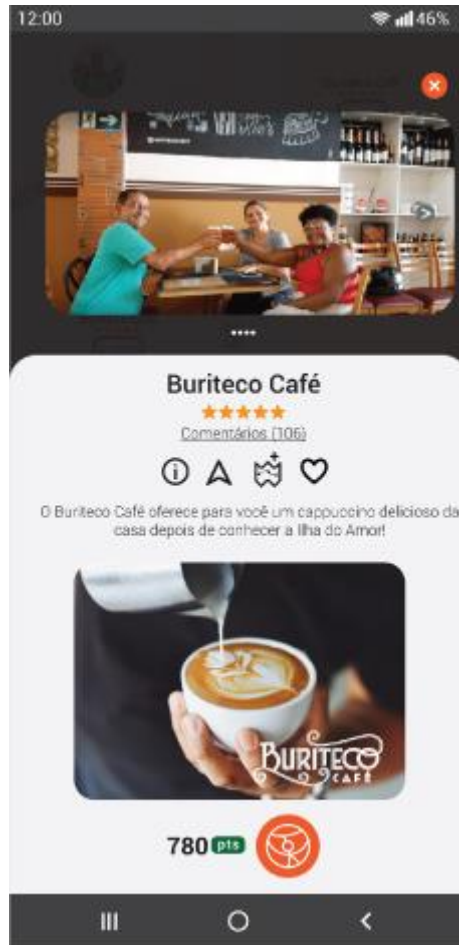 12:00
46%
Buriteco Café
Comentários (106)
O Buriteco Café oferece para você um cappuccino delicioso da
casa depois de conhecer a Ilha do Amor!
BURITECO
CAFÉ
780 pts